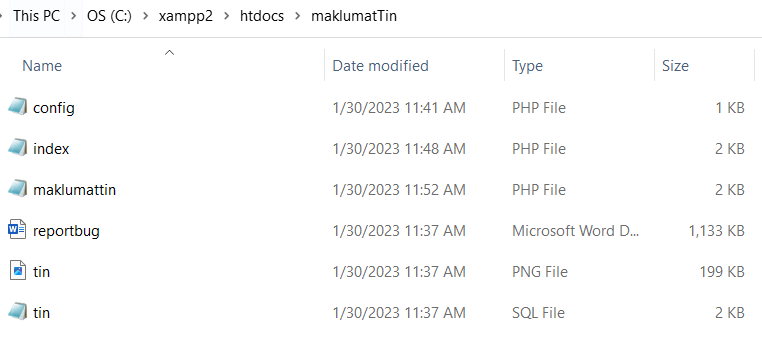 This PC > OS (C:) > xampp2 > htdocs > maklumatTin
Name Date modified Type Size
config 1/30/2023 11:41 AM PHP File 1 KB
index 1/30/2023 11:48 AM PHP File 2 KB
maklumattin 1/30/2023 11:52 AM PHP File 2 KB
reportbug 1/30/2023 11:37 AM Microsoft Word D... 1,133 KB
tin 1/30/2023 11:37 AM PNG File 199 KB
tin 1/30/2023 11:37 AM SQL File 2 KB